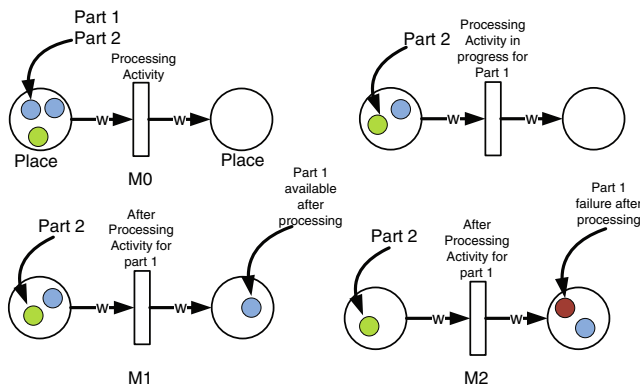 Part 1
Part 2
Processing
Activity
w
w
Place
Place
M0
Part 2
Processing
Activity in
progress for
Part 1
w
w
Part 2
After
Processing
Activity for
part 1
Part 1
available
after
processing
w
w
M1
Part 2
After
Processing
Activity for
part 1
Part 1
failure after
processing
w
w
M2